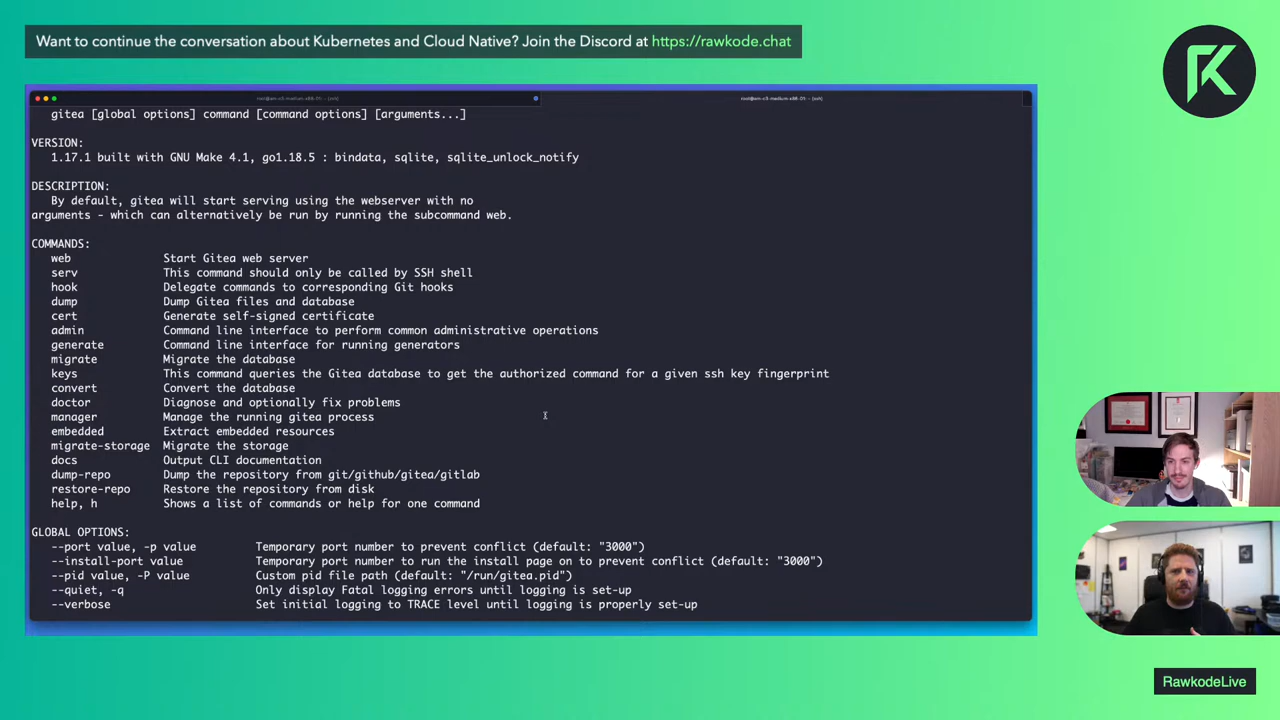 Want to continue the conversation about Kubernetes and Cloud Native? Join the Discord at https://rawkode.chat
gitea [global options] command [command options] [arguments...]
VERSION:
1.17.1 built with GNU Make 4.1, go1.18.5 : bindata, sqlite, sqlite_unlock_notify
DESCRIPTION:
By default, gitea will start serving using the webserver with no
arguments - which can alternatively be run by running the subcommand web.
COMMANDS:
web Start Gitea web server
serv This command should only be called by SSH shell
hook Delegate commands to corresponding Git hooks
dump Dump Gitea files and database
cert Generate self-signed certificate
admin Command line interface to perform common administrative operations
generate Command line interface for running generators
migrate Migrate the database
keys This command queries the Gitea database to get the authorized command for a given ssh key fingerprint
convert Convert the database
doctor Diagnose and optionally fix problems
manager Manage the running gitea process
embedded Extract embedded resources
migrate-storage Migrate the storage
docs Output CLI documentation
dump-repo Dump the repository from git/github/gitea/gitlab
restore-repo Restore the repository from disk
help, h Shows a list of commands or help for one command
GLOBAL OPTIONS:
--port value, -p value Temporary port number to prevent conflict (default: "3000")
--install-port value Temporary port number to run the install page on to prevent conflict (default: "3000")
--pid value, -P value Custom pid file path (default: "/run/gitea.pid")
--quiet, -q Only display Fatal logging errors until logging is set-up
--verbose Set initial logging to TRACE level until logging is properly set-up
RawkodeLive